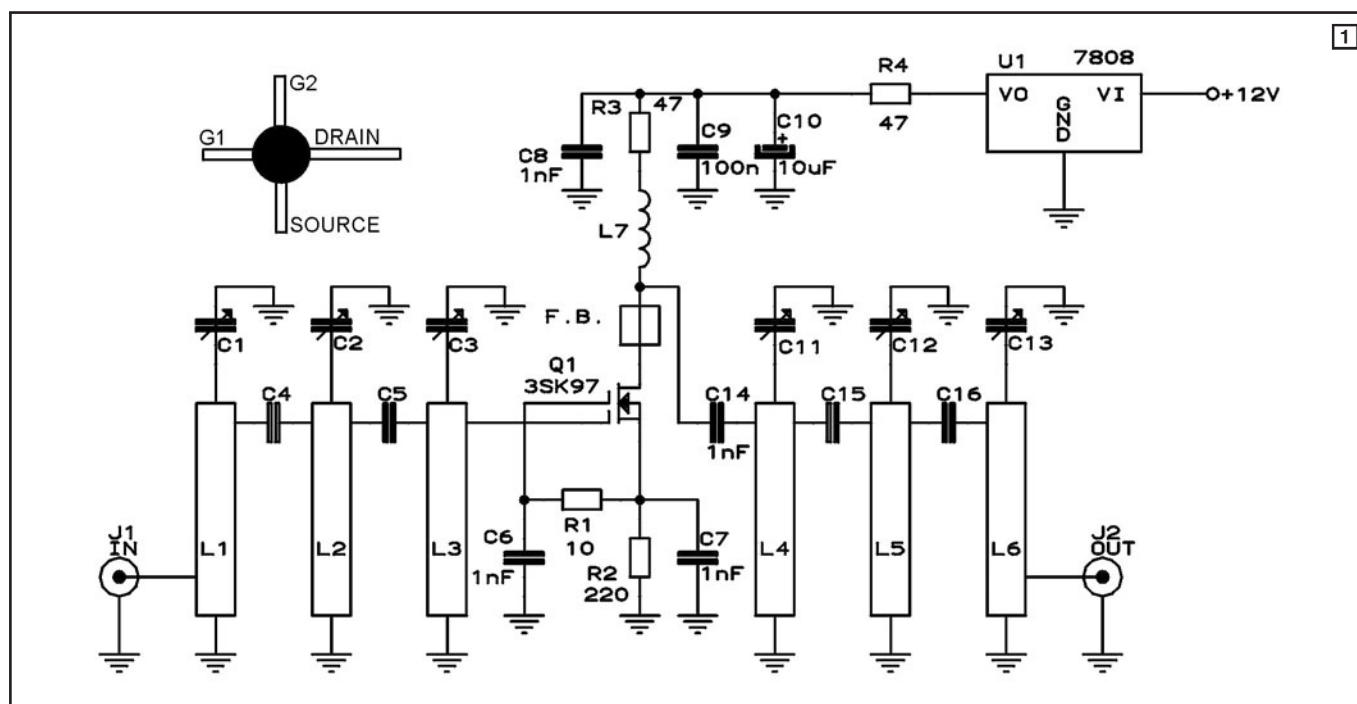 1
U1
7808
VO
GND
VI
+12V
R4
47
G2
G1
DRAIN
SOURCE
R3
47
C8
1nF
C9
100n
C10
+
10uF
L7
F.B.
Q1
3SK97
C1
C2
C3
C4
C5
C11
C12
C13
C14
1nF
C15
C16
J1
IN
L1
L2
L3
C6
1nF
R1
10
R2
220
C7
1nF
L4
L5
L6
J2
OUT